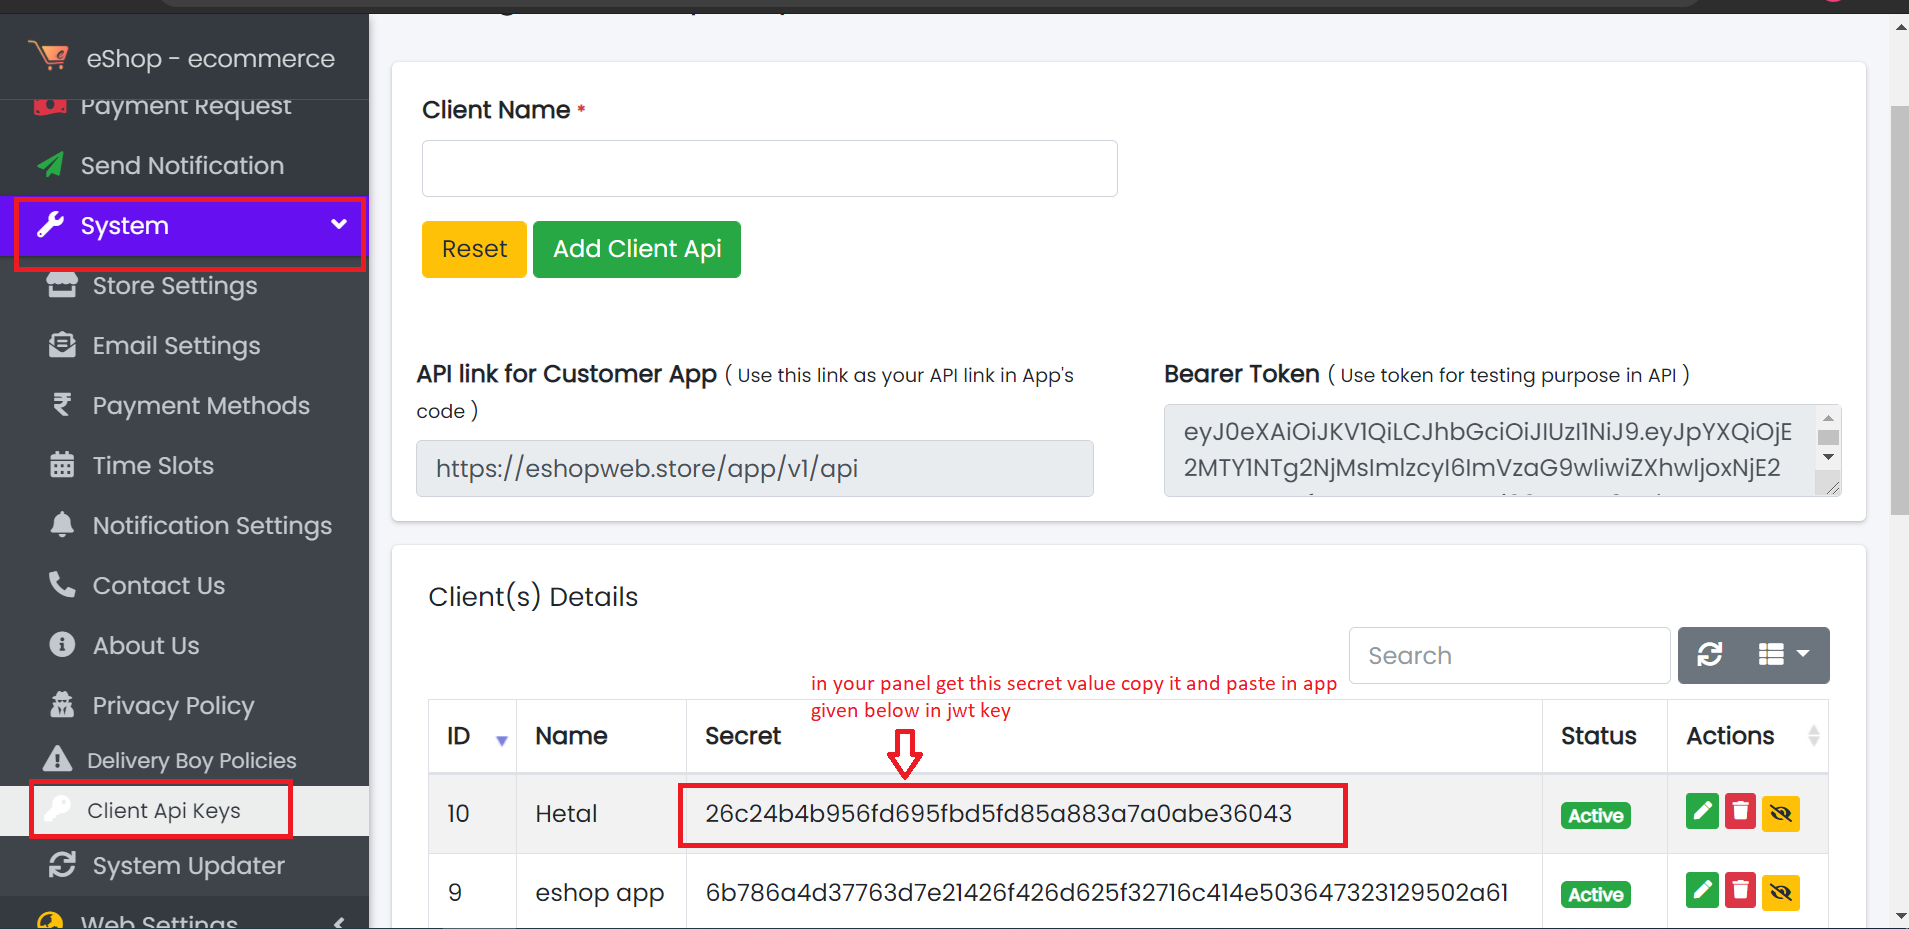 eShop - ecommerce
Payment Request
Send Notification
System
Store Settings
Email Settings
Payment Methods
Time Slots
Notification Settings
Contact Us
About Us
Privacy Policy
Delivery Boy Policies
Client Api Keys
System Updater
Web Settings
Client Name *
Reset
Add Client Api
API link for Customer App ( Use this link as your API link in App's
code )
https://eshopweb.store/app/v1/api
Bearer Token ( Use token for testing purpose in API )
eyJ0eXAiOiJKV1QiLCJhbGciOiJIUzI1NiJ9.eyJpYXQiOjE
2MTY1NTg2NjMsImlzcyI6ImVzaG9wIiwiZXhwIjoxNjE2
Client(s) Details
Search
in your panel get this secret value copy it and paste in app
given below in jwt key
ID Name Secret Status Actions
10 Hetal 26c24b4b956fd695fbd5fd85a883a7a0abe36043 Active
9 eshop app 6b786a4d37763d7e21426f426d625f32716c414e503647323129502a61 Active